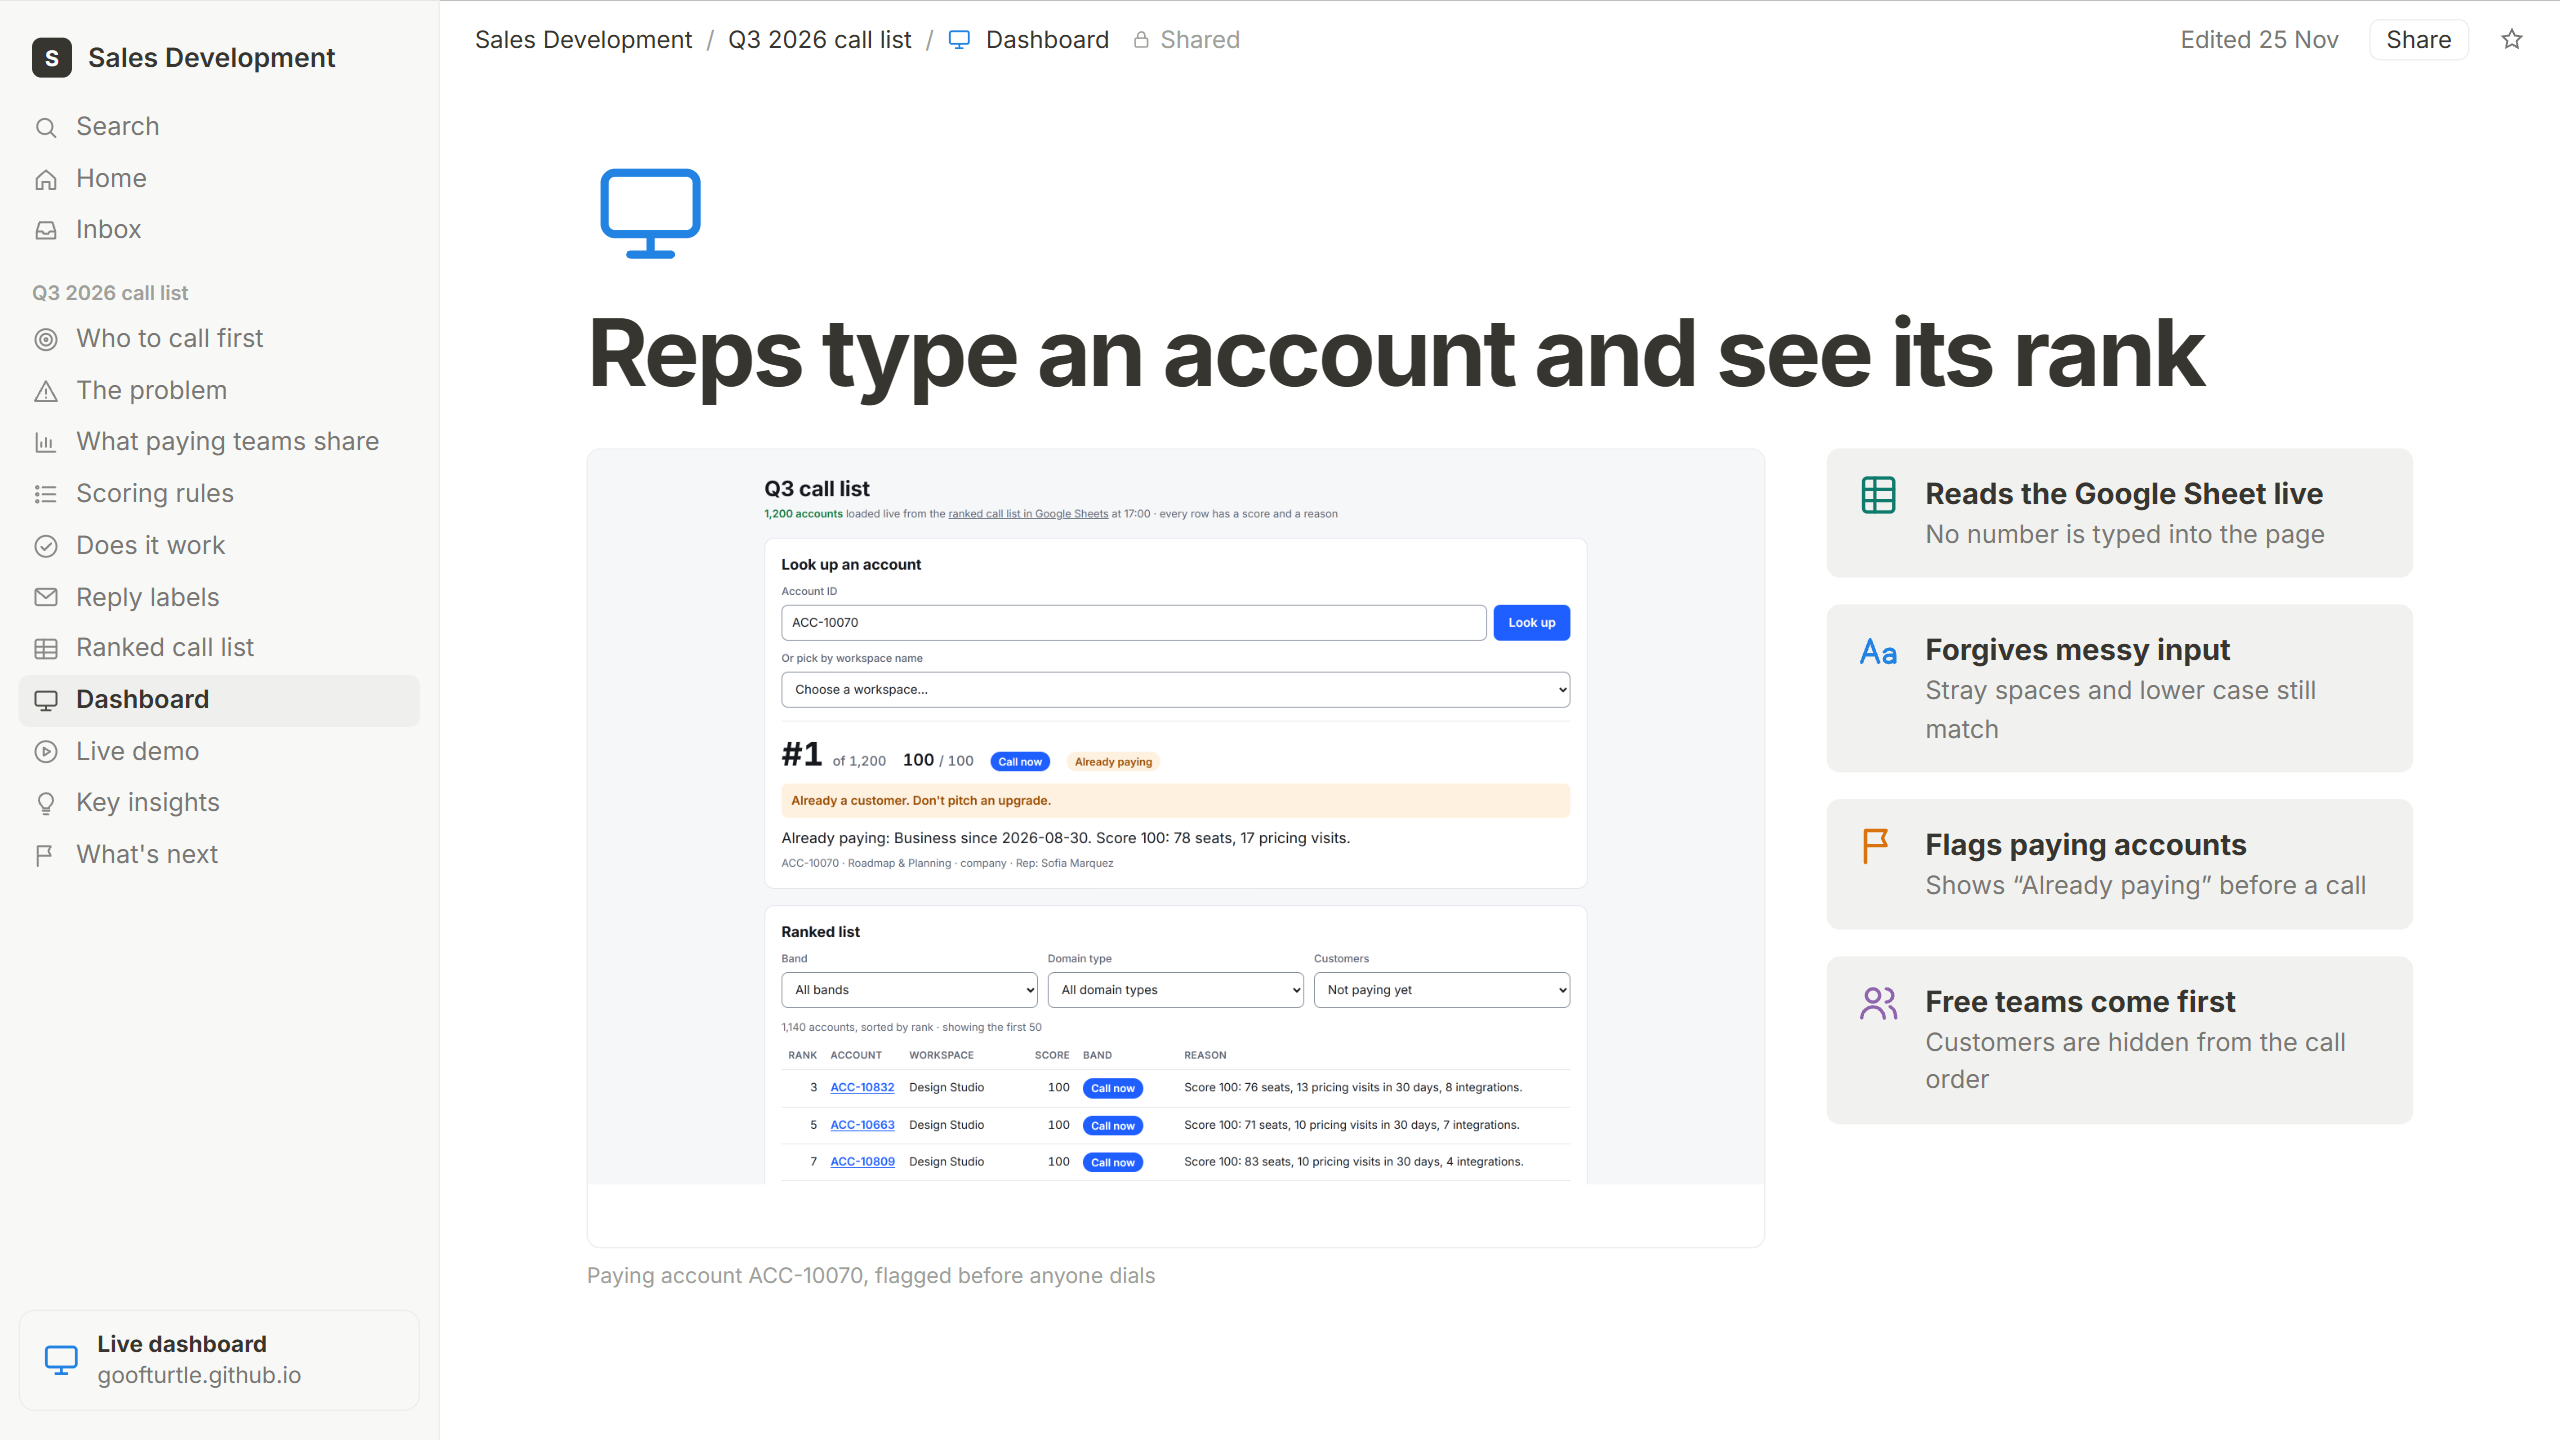 S Sales Development
Search
Home
Inbox
Q3 2026 call list
Who to call first
The problem
What paying teams share
Scoring rules
Does it work
Reply labels
Ranked call list
Dashboard
Live demo
Key insights
What's next
Live dashboard
goofturtle.github.io
Sales Development / Q3 2026 call list / Dashboard Shared
Edited 25 Nov Share
Reps type an account and see its rank
Q3 call list
1,200 accounts loaded live from the ranked call list in Google Sheets at 17:00 · every row has a score and a reason
Look up an account
Account ID
ACC-10070 Look up
Or pick by workspace name
Choose a workspace...
#1 of 1,200 100 / 100 Call now Already paying
Already a customer. Don't pitch an upgrade.
Already paying: Business since 2026-08-30. Score 100: 78 seats, 17 pricing visits.
ACC-10070 · Roadmap & Planning · company · Rep: Sofia Marquez
Ranked list
Band Domain type Customers
All bands All domain types Not paying yet
1,140 accounts, sorted by rank · showing the first 50
RANK ACCOUNT WORKSPACE SCORE BAND REASON
3 ACC-10832 Design Studio 100 Call now Score 100: 76 seats, 13 pricing visits in 30 days, 8 integrations.
5 ACC-10663 Design Studio 100 Call now Score 100: 71 seats, 10 pricing visits in 30 days, 7 integrations.
7 ACC-10809 Design Studio 100 Call now Score 100: 83 seats, 10 pricing visits in 30 days, 4 integrations.
Paying account ACC-10070, flagged before anyone dials
Reads the Google Sheet live
No number is typed into the page
Aa Forgives messy input
Stray spaces and lower case still
match
Flags paying accounts
Shows “Already paying” before a call
Free teams come first
Customers are hidden from the call
order